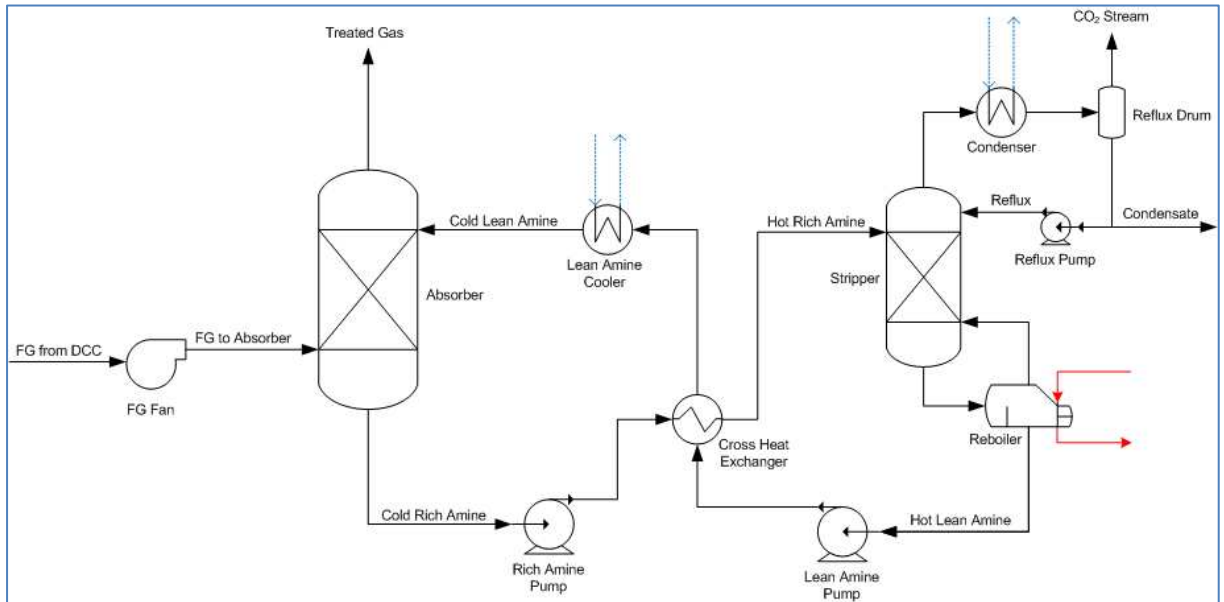 CO₂ Stream
Treated Gas
Reflux Drum
Condenser
Reflux
Cold Lean Amine
Hot Rich Amine
Condensate
Lean Amine
Cooler
Reflux Pump
Stripper
Absorber
FG to Absorber
FG from DCC
FG Fan
Cross Heat
Exchanger
Reboiler
Cold Rich Amine
Hot Lean Amine
Rich Amine
Pump
Lean Amine
Pump